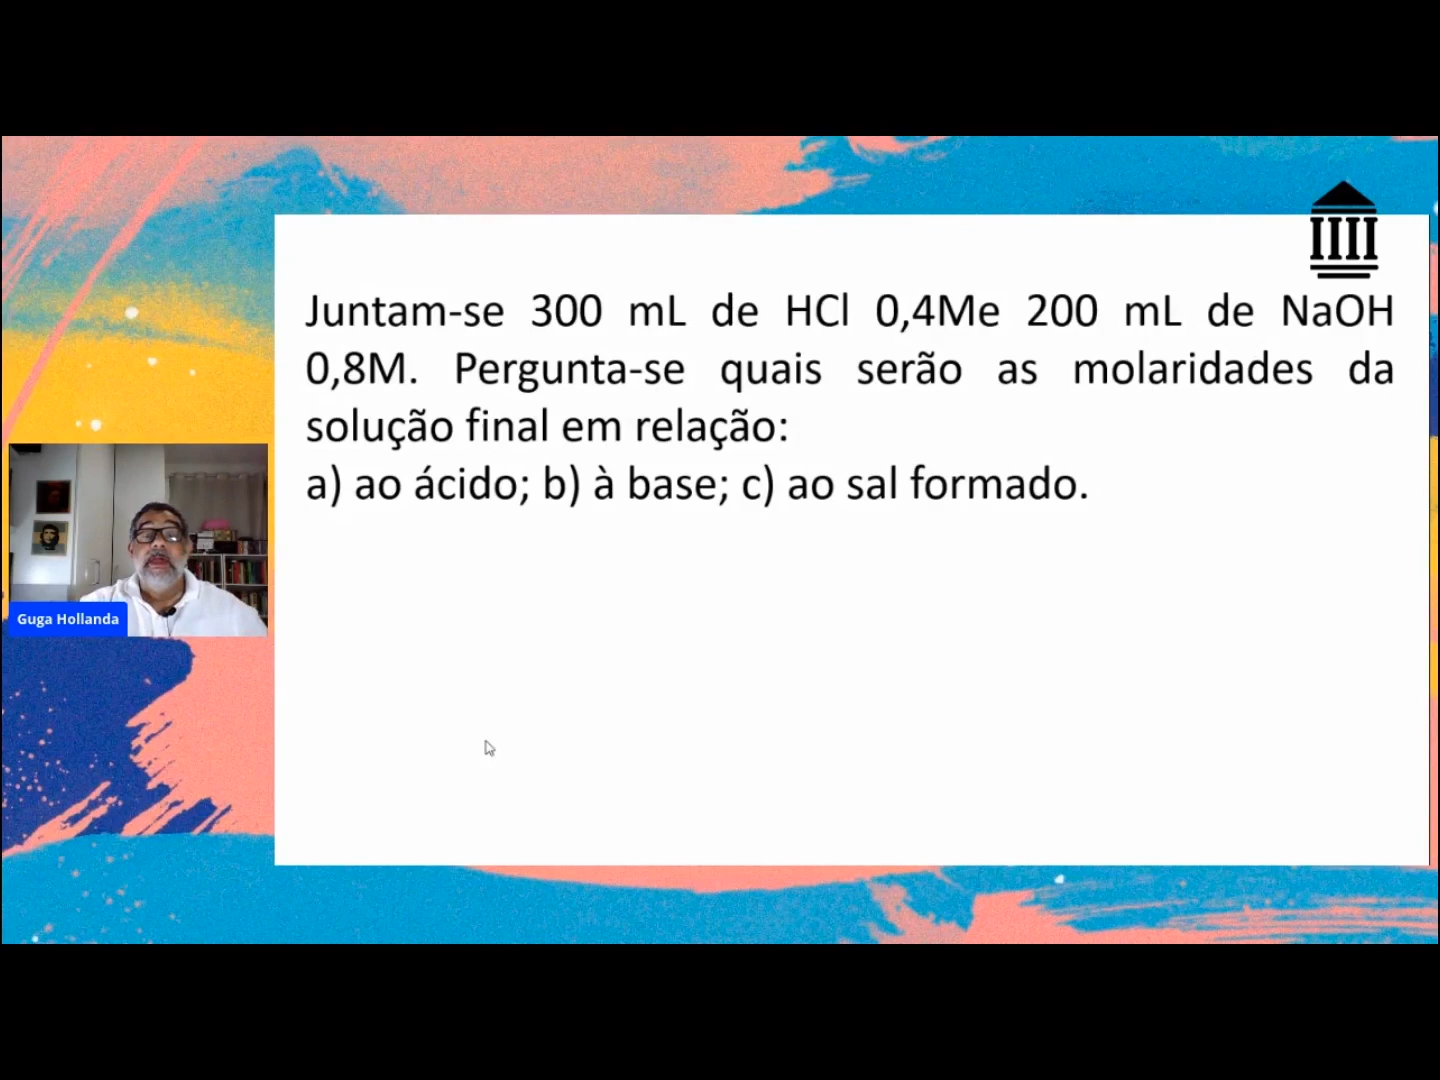 Juntam-se 300 mL de HCl 0,4Me 200 mL de NaOH
0,8M. Pergunta-se quais serão as molaridades da
solução final em relação:
a) ao ácido; b) à base; c) ao sal formado.
Guga Hollanda